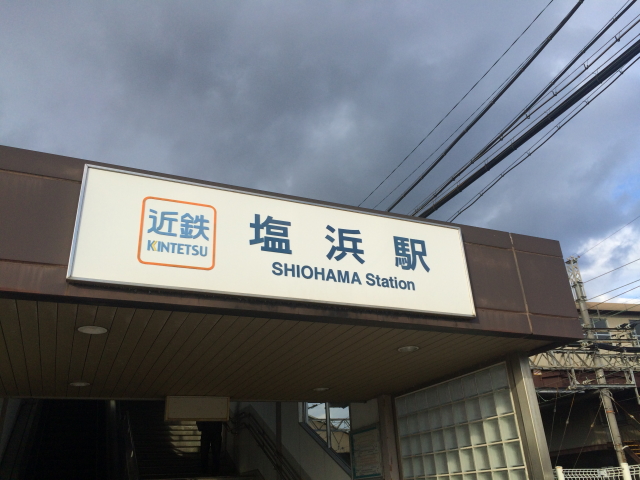 近鉄
KINTETSU
塩浜駅
SHIOHAMA Station